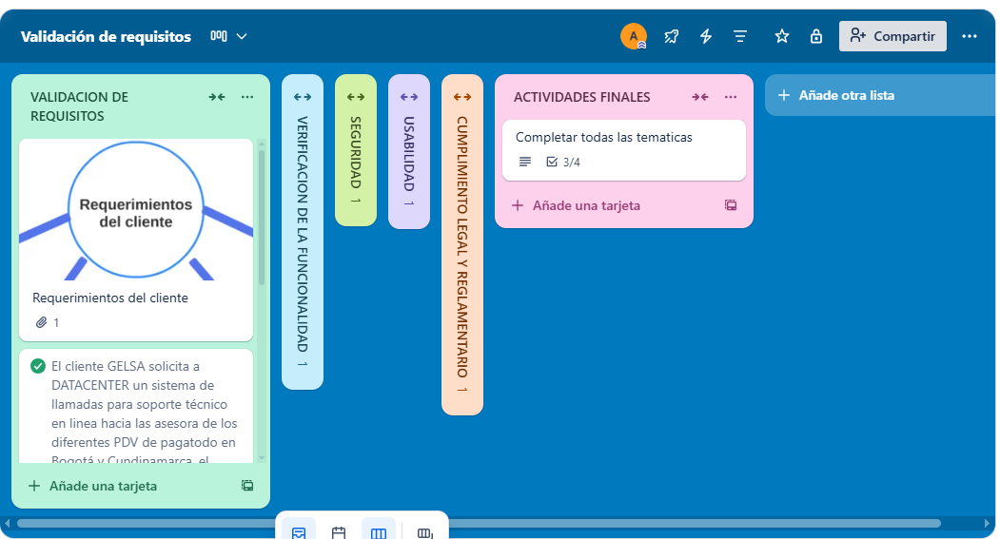 Validación de requisitos
A
Compartir
VALIDACION DE
REQUISITOS
Requerimientos
del cliente
Requerimientos del cliente
1
El cliente GELSA solicita a
DATACENTER un sistema de
llamadas para soporte técnico
en linea hacia las asesora de los
diferentes PDV de pagatodo en
Bogotá y Cundinamarca, el
Añade una tarjeta
VERIFICACION DE LA FUNCIONALIDAD 1
SEGURIDAD 1
USABILIDAD 1
CUMPLIMIENTO LEGAL Y REGLAMENTARIO 1
ACTIVIDADES FINALES
Completar todas las tematicas
3/4
Añade una tarjeta
Añade otra lista